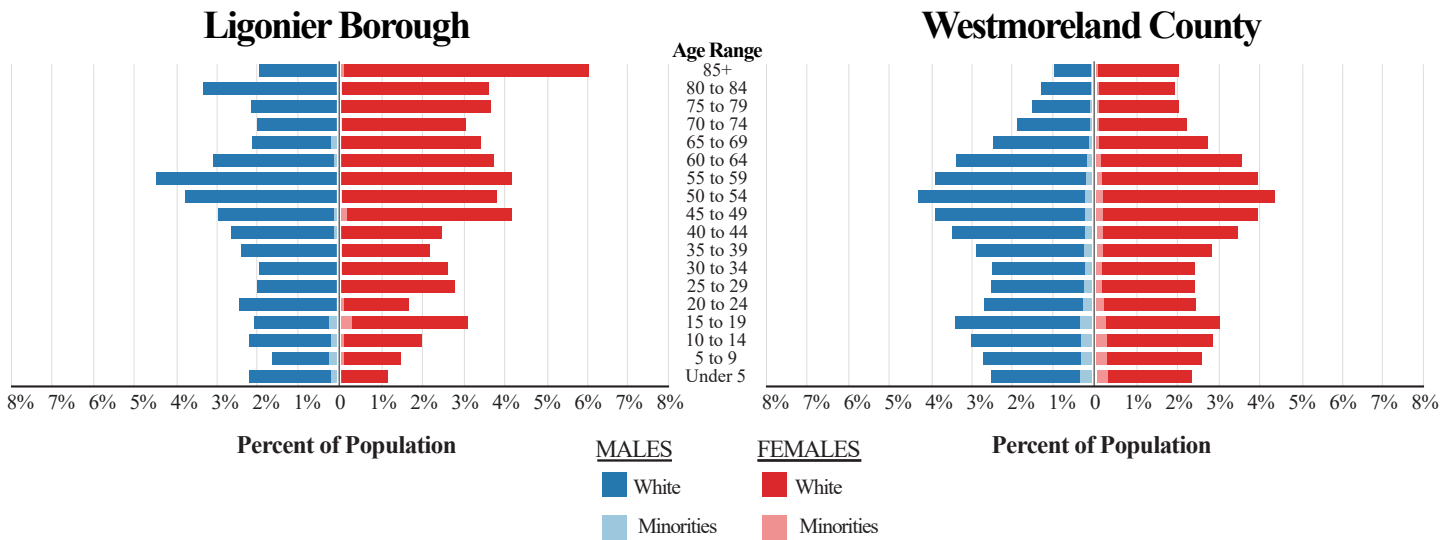 Ligonier Borough
Westmoreland County
Age Range
85+
80 to 84
75 to 79
70 to 74
65 to 69
60 to 64
55 to 59
50 to 54
45 to 49
40 to 44
35 to 39
30 to 34
25 to 29
20 to 24
15 to 19
10 to 14
5 to 9
Under 5
8% 7% 6% 5% 4% 3% 2% 1% 0 1% 2% 3% 4% 5% 6% 7% 8%
8% 7% 6% 5% 4% 3% 2% 1% 0 1% 2% 3% 4% 5% 6% 7% 8%
Percent of Population
Percent of Population
MALES
White
Minorities
FEMALES
White
Minorities